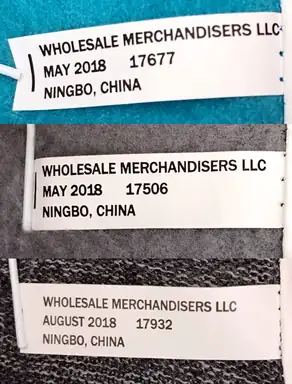 WHOLESALE MERCHANDISERS LLC
MAY 2018 17677
NINGBO, CHINA
WHOLESALE MERCHANDISERS LLC
MAY 2018 17506
NINGBO, CHINA
WHOLESALE MERCHANDISERS LLC
AUGUST 2018 17932
NINGBO, CHINA